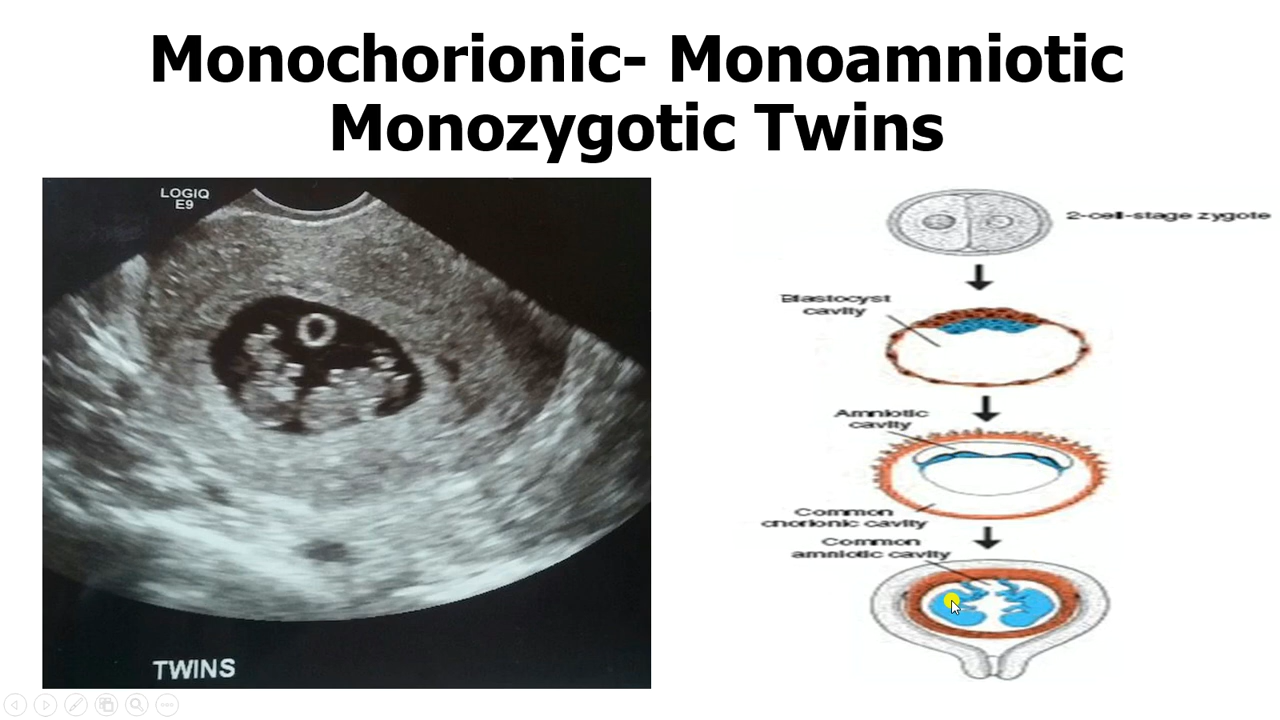 Monochorionic- Monoamniotic
Monozygotic Twins
LOGIQ
E9
TWINS
2-cell-stage zygote
Blastocyst
cavity
Amniotic
cavity
Common
chorionic cavity
Common
amniotic cavity